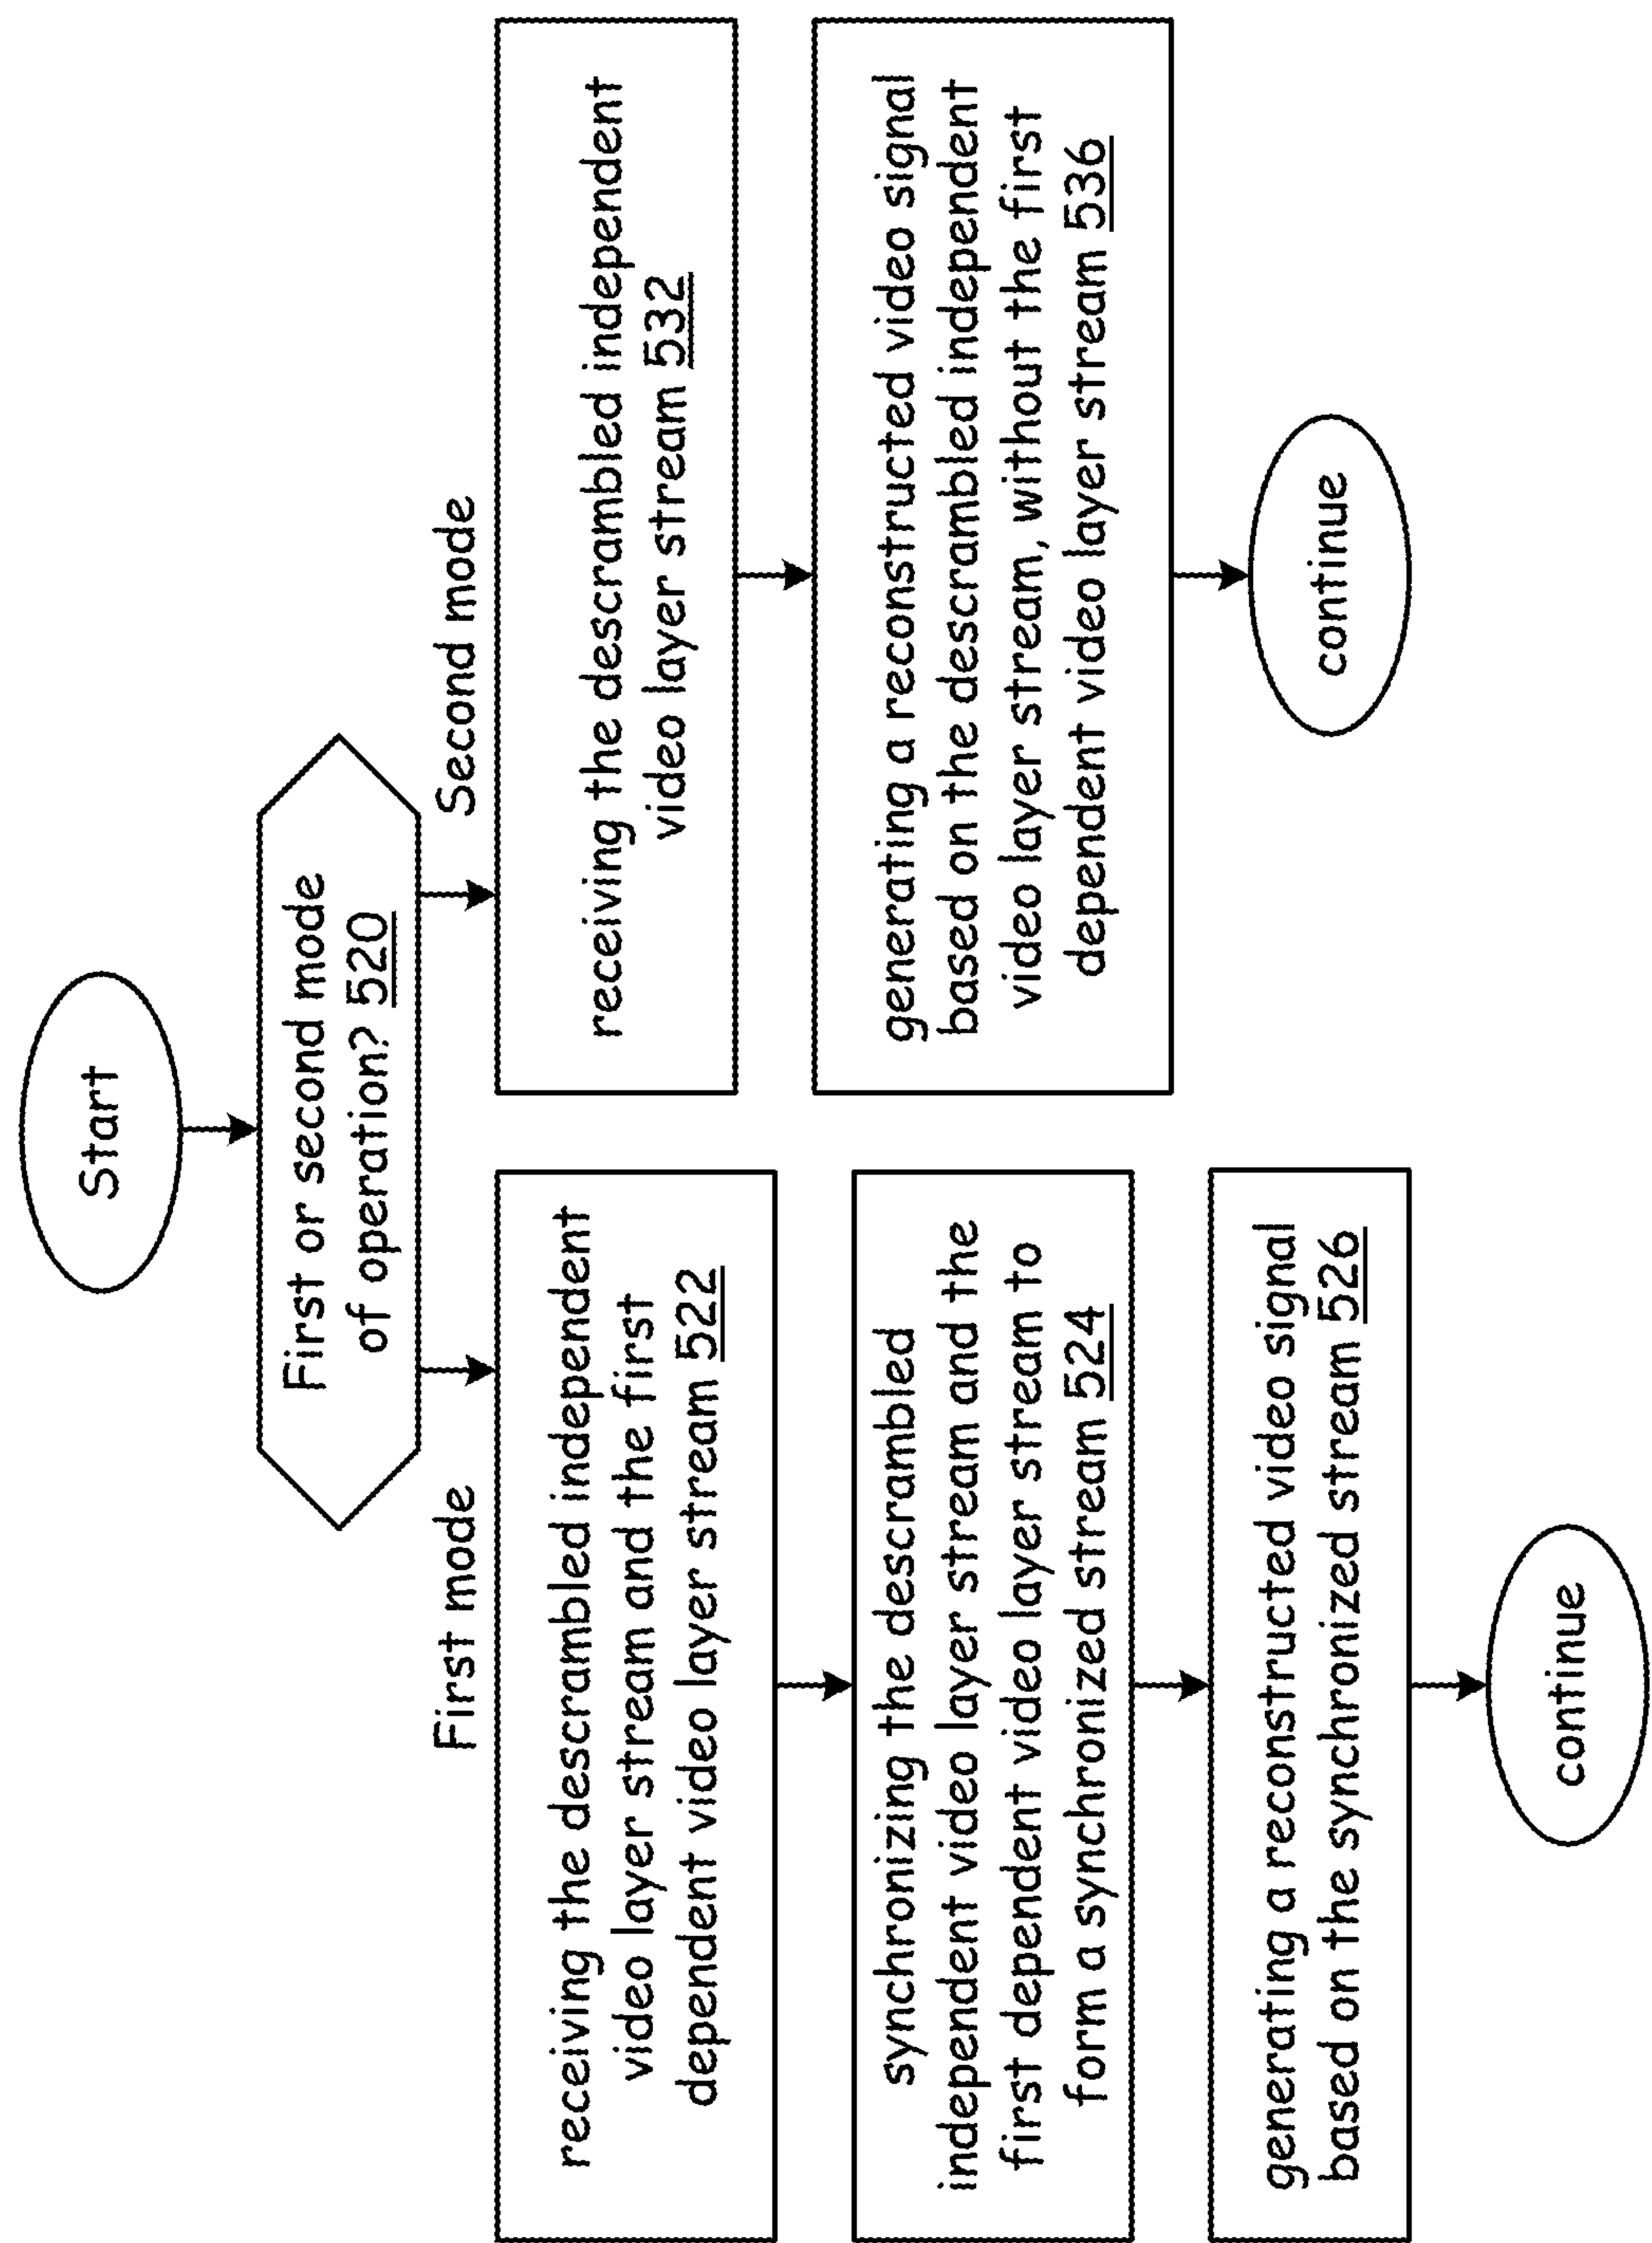 Start
First or second mode
of operation? 520
First mode
Second mode
receiving the descrambled independent
video layer stream and the first
dependent video layer stream 522
synchronizing the descrambled
independent video layer stream and the
first dependent video layer stream to
form a synchronized stream 524
generating a reconstructed video signal
based on the synchronized stream 526
continue
receiving the descrambled independent
video layer stream 532
generating a reconstructed video signal
based on the descrambled independent
video layer stream, without the first
dependent video layer stream 536
continue